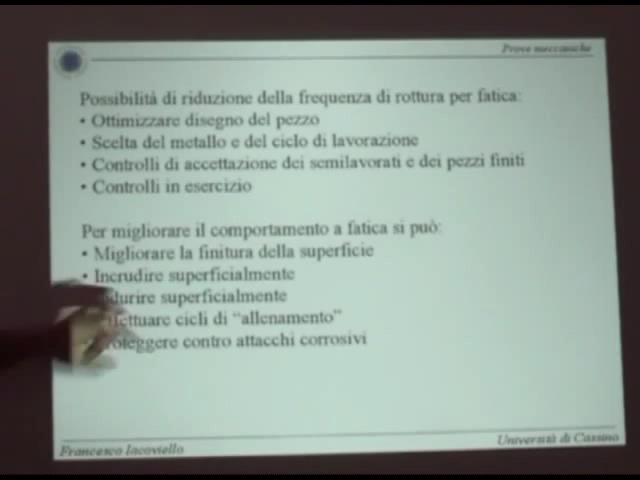 Prove meccaniche
Possibilità di riduzione della frequenza di rottura per fatica:
• Ottimizzare disegno del pezzo
• Scelta del metallo e del ciclo di lavorazione
• Controlli di accettazione dei semilavorati e dei pezzi finiti
• Controlli in esercizio
Per migliorare il comportamento a fatica si può:
• Migliorare la finitura della superficie
• Incrudire superficialmente
superficialmente
cicli di “allenamento”
contro attacchi corrosivi
Francesco Iacoviello
Università di Cassino